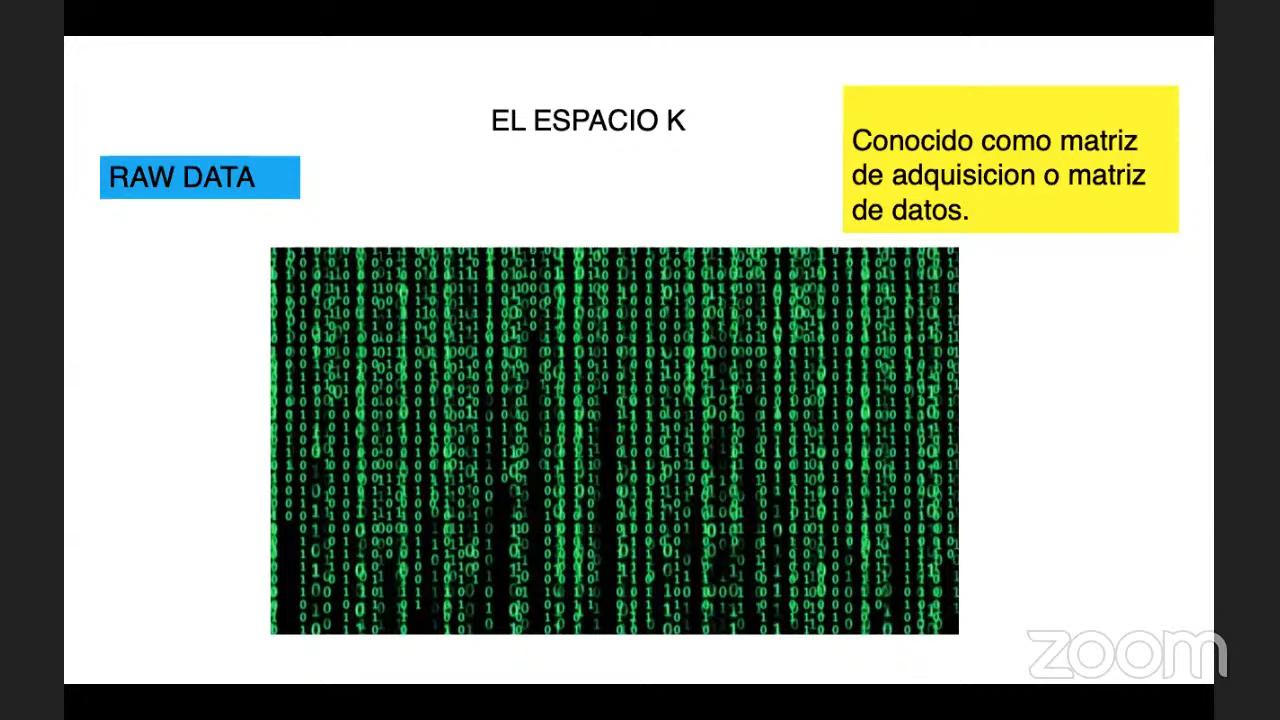 EL ESPACIO K
RAW DATA
Conocido como matriz
de adquisicion o matriz
de datos.
zoom